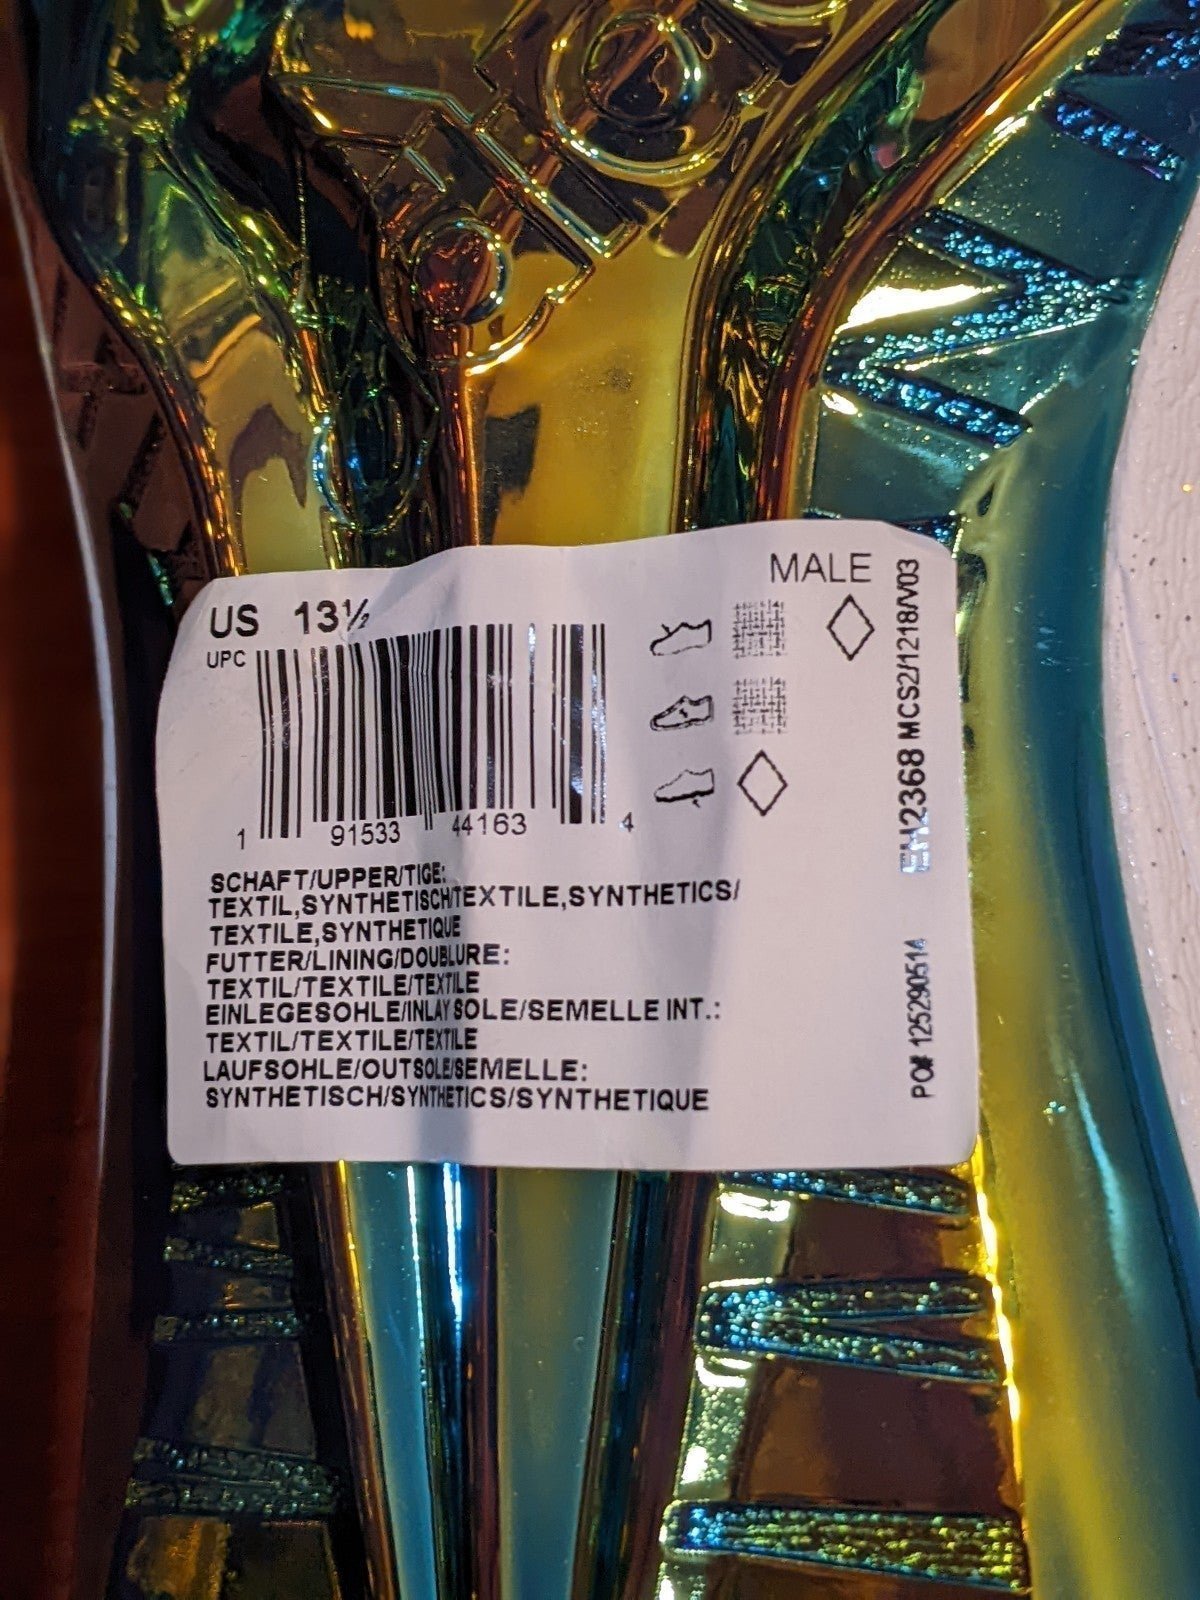 MALE
US 13½
UPC
1 91533 44163 4
SCHAFT/UPPER/TIGE:
TEXTIL,SYNTHETISCH/TEXTILE,SYNTHETICS/
TEXTILE,SYNTHETIQUE
FUTTER/LINING/DOUBLURE:
TEXTIL/TEXTILE/TEXTILE
EINLEGESOHLE/INLAY SOLE/SEMELLE INT.:
TEXTIL/TEXTILE/TEXTILE
LAUFSOHLE/OUTSOLE/SEMELLE:
SYNTHETISCH/SYNTHETICS/SYNTHETIQUE
EH2368 MCS2/1218/V03
PO# 125290514